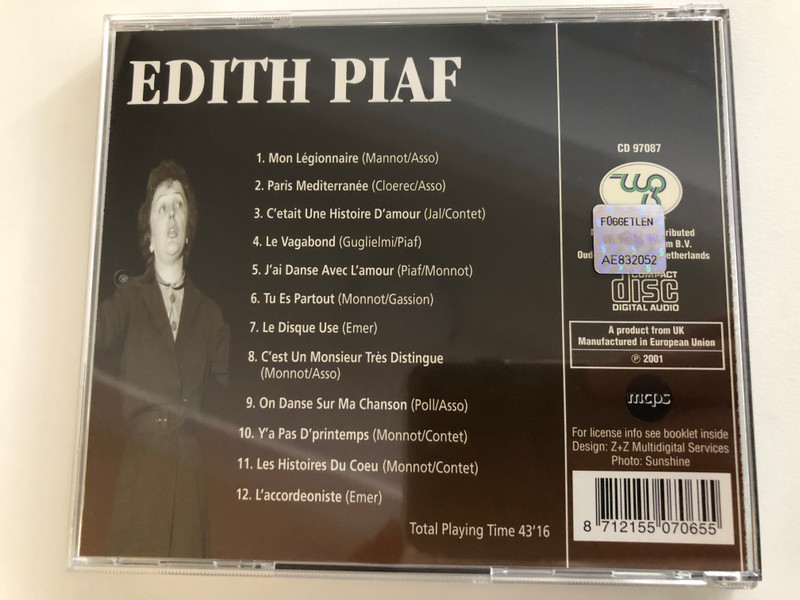 EDITH PIAF
1. Mon Légionnaire (Mannot/Asso)
2. Paris Mediterranée (Cloerec/Asso)
3. C'etait Une Histoire D'amour (Jal/Contet)
4. Le Vagabond (Guglielmi/Piaf)
5. J'ai Danse Avec L'amour (Piaf/Monnot)
6. Tu Es Partout (Monnot/Gassion)
7. Le Disque Use (Emer)
8. C'est Un Monsieur Très Distingue
(Monnot/Asso)
9. On Danse Sur Ma Chanson (Poll/Asso)
10. Y'a Pas D'printemps (Monnot/Contet)
11. Les Histoires Du Coeu (Monnot/Contet)
12. L'accordeoniste (Emer)
Total Playing Time 43'16
CD 97087
FÜGGETLEN
AE832052
B.V.
COMPACT
disc
DIGITAL AUDIO
A product from UK
Manufactured in European Union
℗ 2001
mcps
For license info see booklet inside
Design: Z+Z Multidigital Services
Photo: Sunshine
8 712155 070655